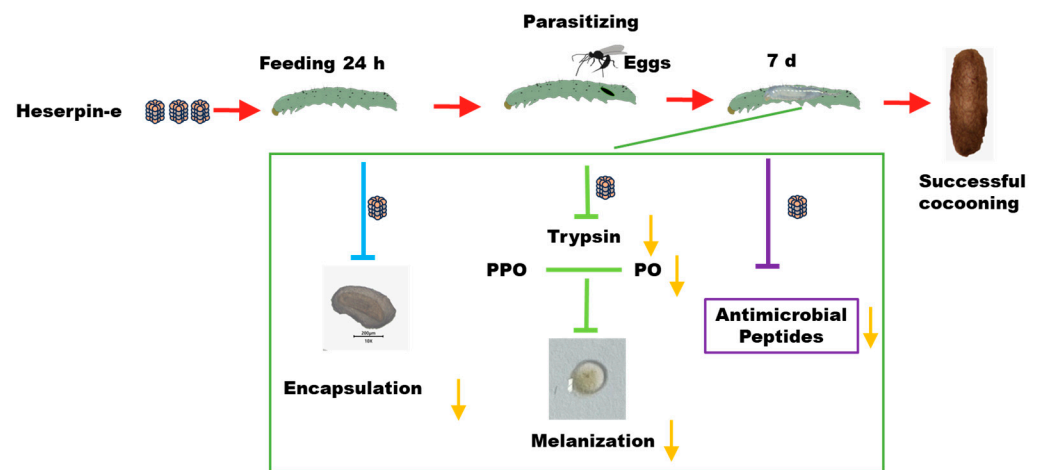 Parasitizing
Feeding 24 h
Eggs
7 d
Heserpin-e
Successful
cocooning
Trypsin
PPO
PO
200μm
10X
Antimicrobial
Peptides
Encapsulation
Melanization